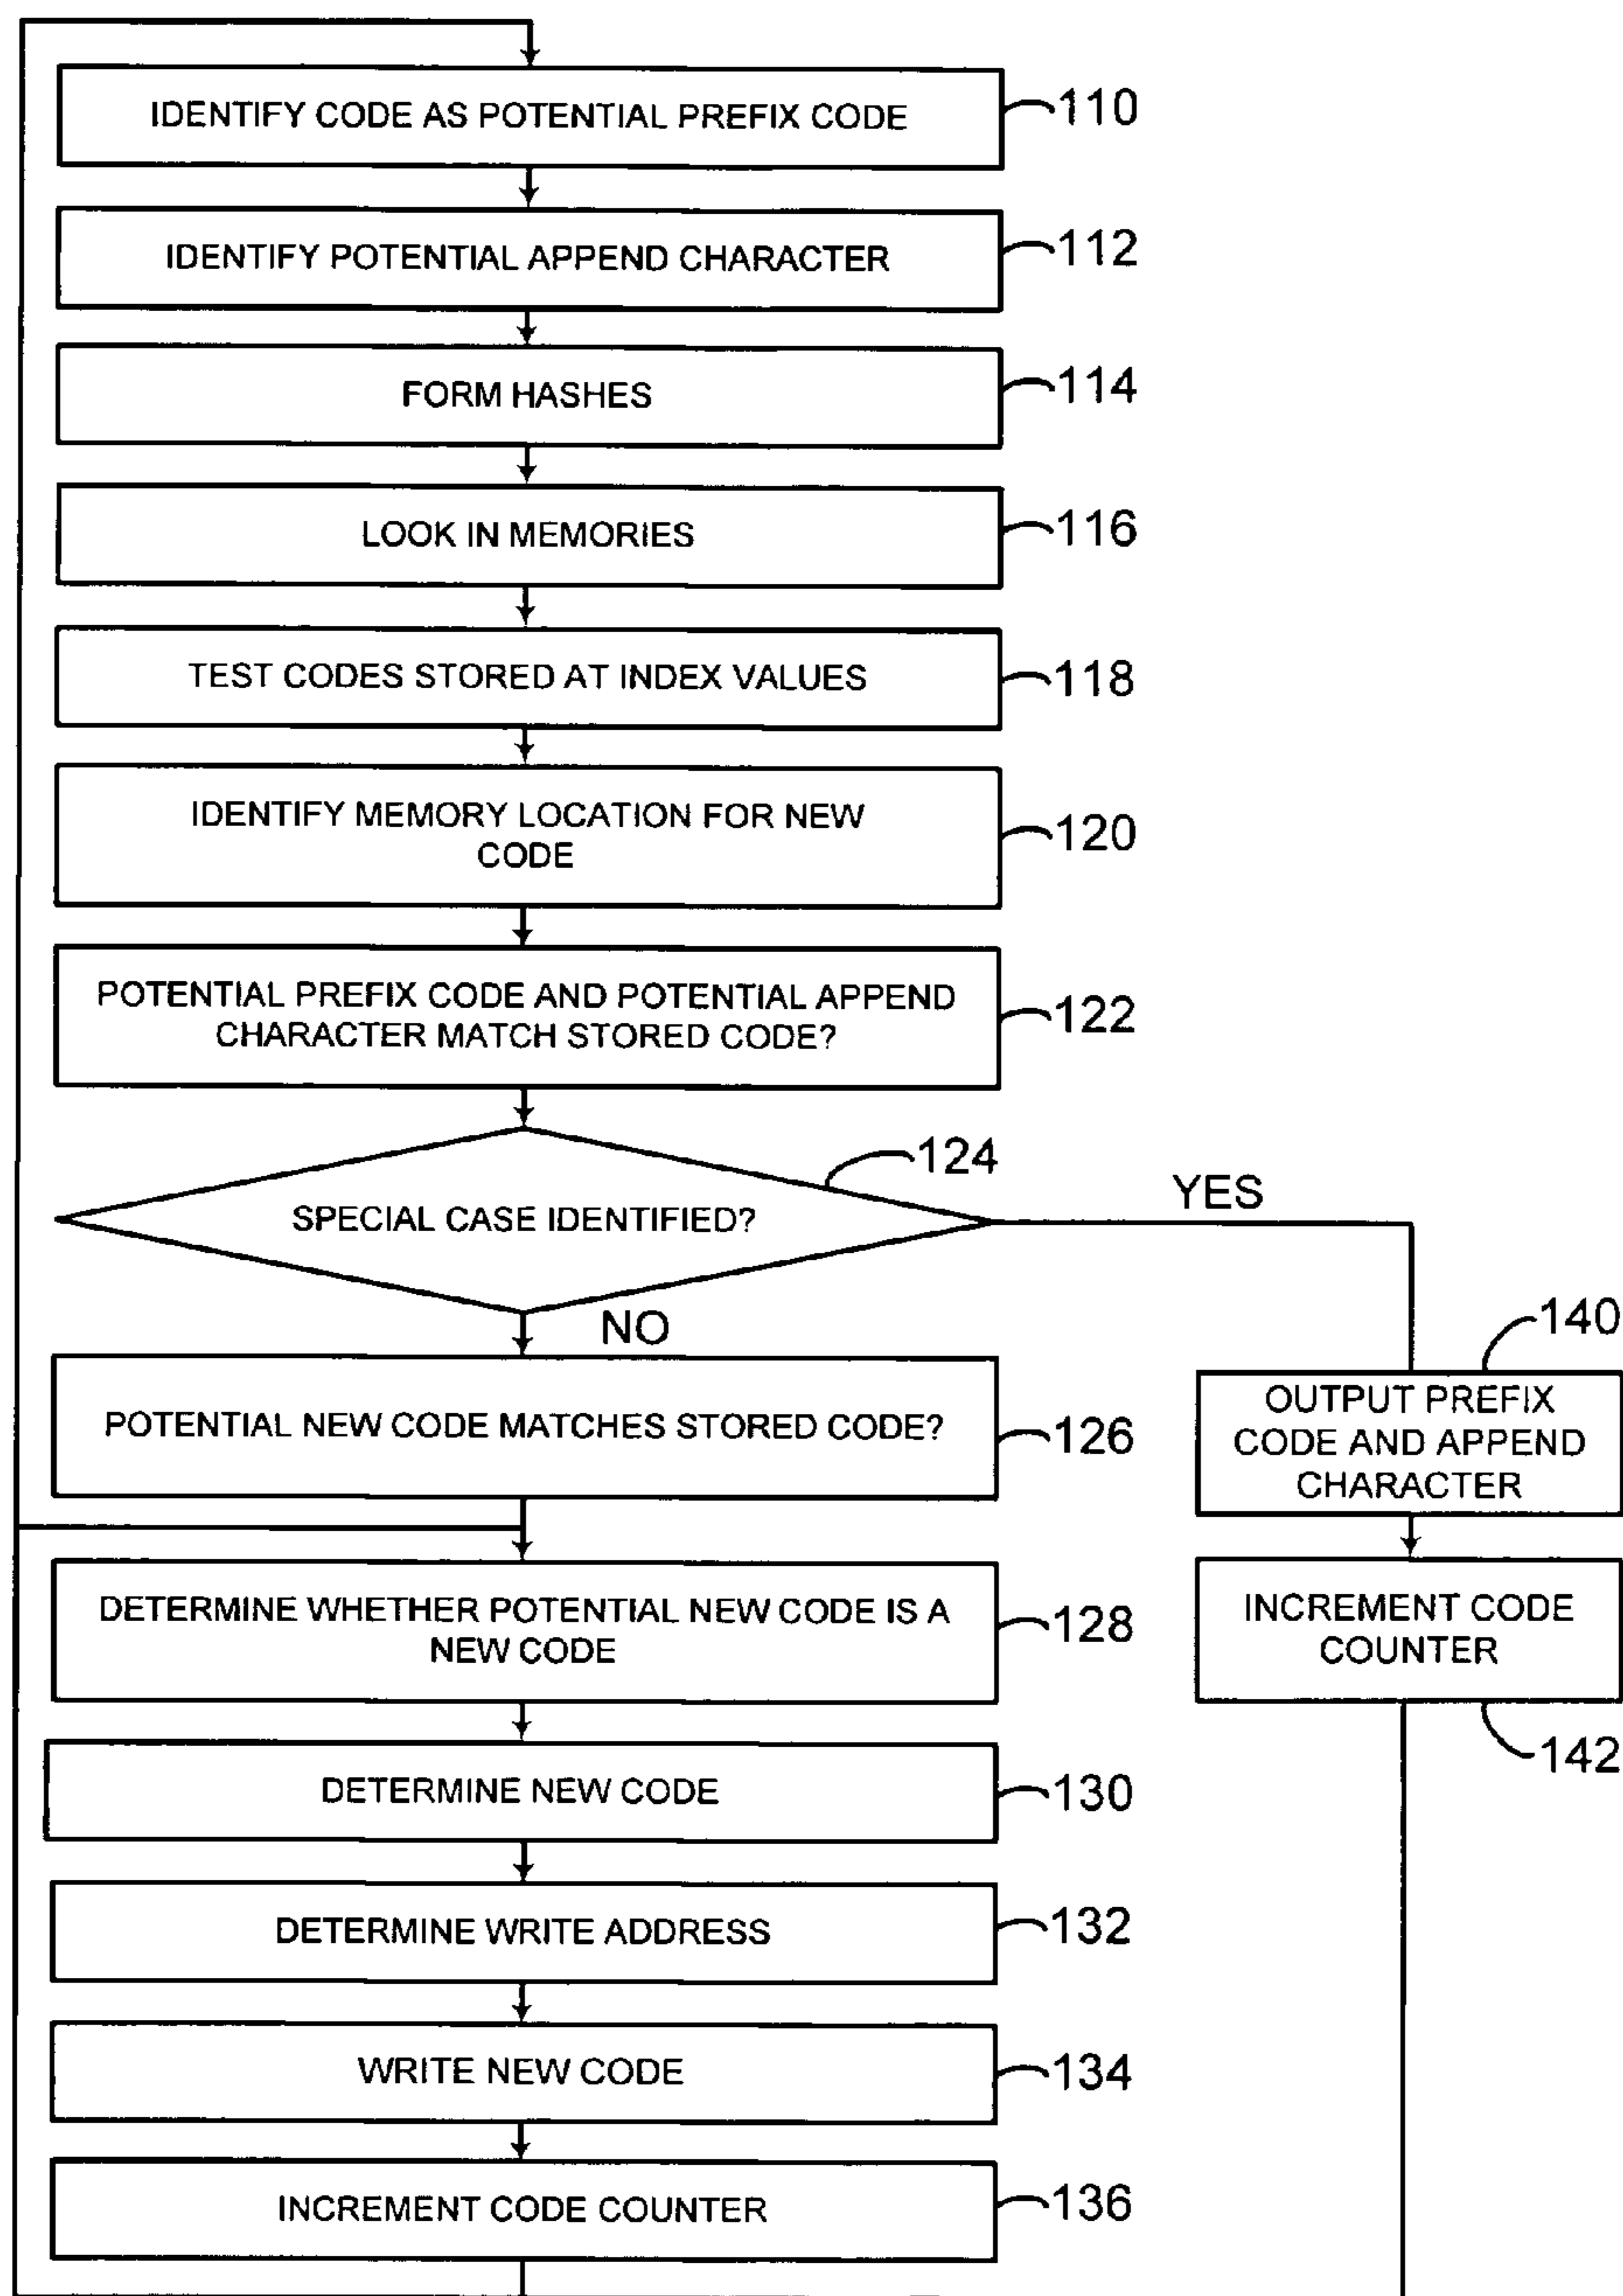 IDENTIFY CODE AS POTENTIAL PREFIX CODE
110
IDENTIFY POTENTIAL APPEND CHARACTER
112
FORM HASHES
114
LOOK IN MEMORIES
116
TEST CODES STORED AT INDEX VALUES
118
IDENTIFY MEMORY LOCATION FOR NEW
CODE
120
POTENTIAL PREFIX CODE AND POTENTIAL APPEND
CHARACTER MATCH STORED CODE?
122
124
SPECIAL CASE IDENTIFIED?
YES
NO
140
OUTPUT PREFIX
CODE AND APPEND
CHARACTER
POTENTIAL NEW CODE MATCHES STORED CODE?
126
DETERMINE WHETHER POTENTIAL NEW CODE IS A
NEW CODE
128
INCREMENT CODE
COUNTER
142
DETERMINE NEW CODE
130
DETERMINE WRITE ADDRESS
132
WRITE NEW CODE
134
INCREMENT CODE COUNTER
136